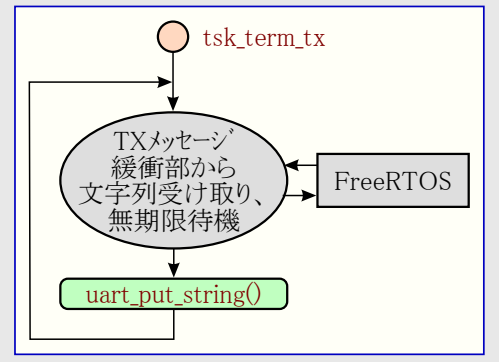 tsk_term_tx
TXメッセージ
緩衝部から
文字列受け取り、
無期限待機
FreeRTOS
uart_put_string()